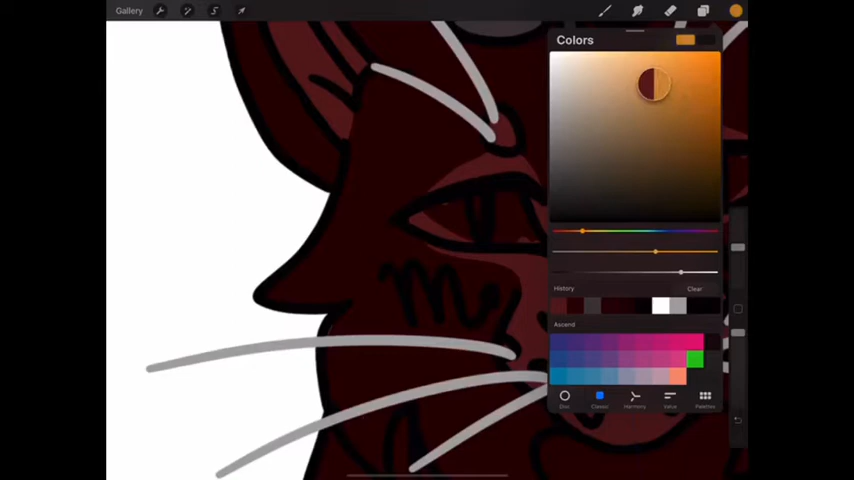 Gallery
Colors
History Clear
Ascend
Disc Classic Harmony Value Palettes